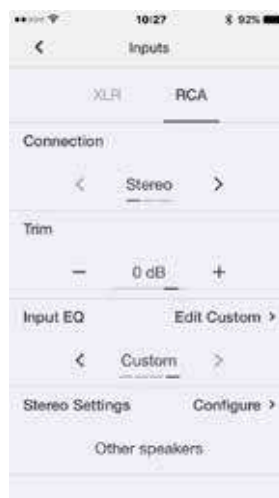 10:27 92%
Inputs
XLR RCA
Connection
Stereo
Trim
0 dB
Input EQ Edit Custom
Custom
Stereo Settings Configure
Other speakers